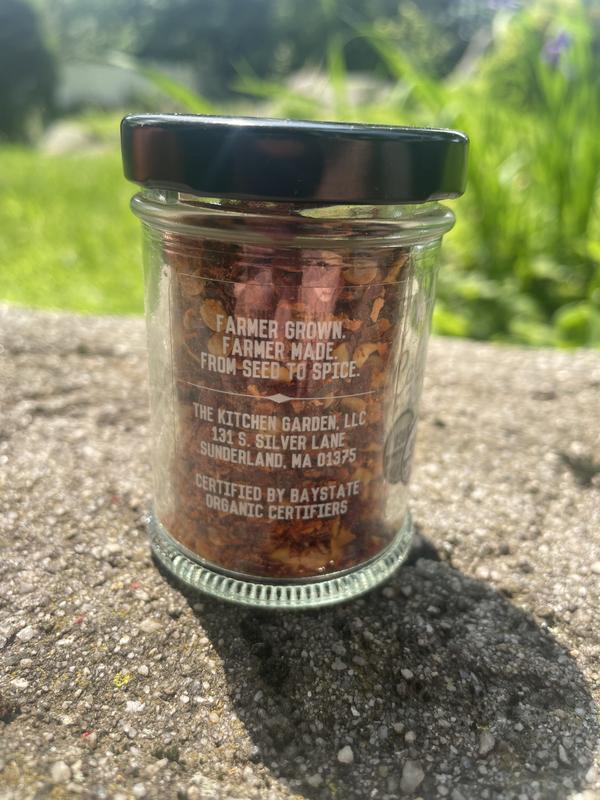 FARMER GROWN.
FARMER MADE.
FROM SEED TO SPICE.
THE KITCHEN GARDEN, LLC
131 S. SILVER LANE
SUNDERLAND, MA 01375
CERTIFIED BY BAYSTATE
ORGANIC CERTIFIERS